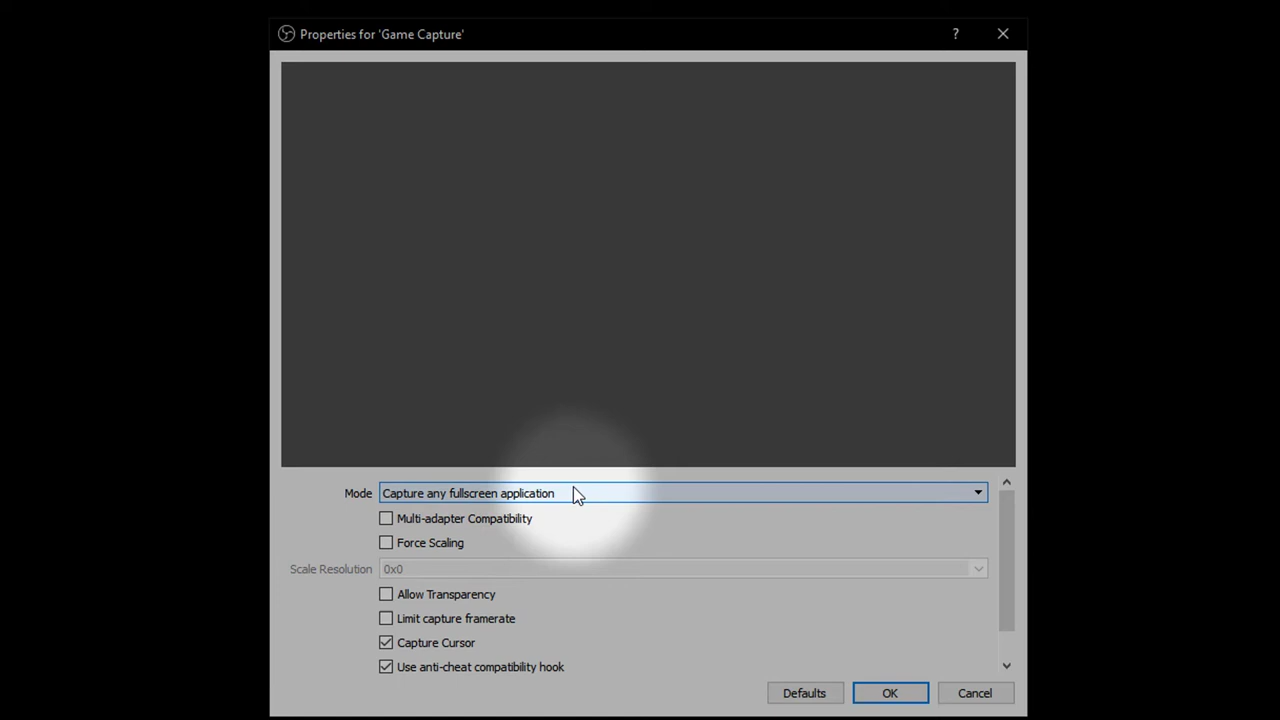 Properties for 'Game Capture'
?
Mode
Capture any fullscreen application
Multi-adapter Compatibility
Force Scaling
Scale Resolution
0x0
Allow Transparency
Limit capture framerate
Capture Cursor
Use anti-cheat compatibility hook
Defaults
OK
Cancel